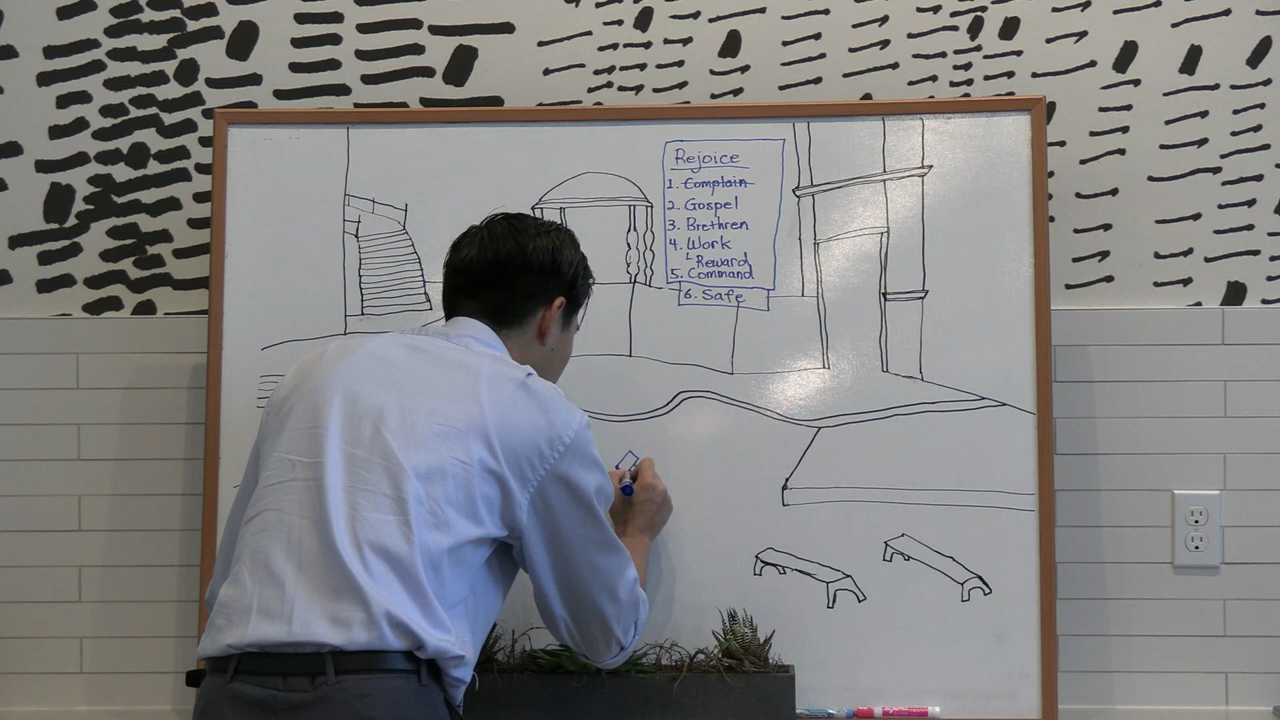 Rejoice
1. Complain
2. Gospel
3. Brethren
4. Work
Reward
5. Command
6. Safe